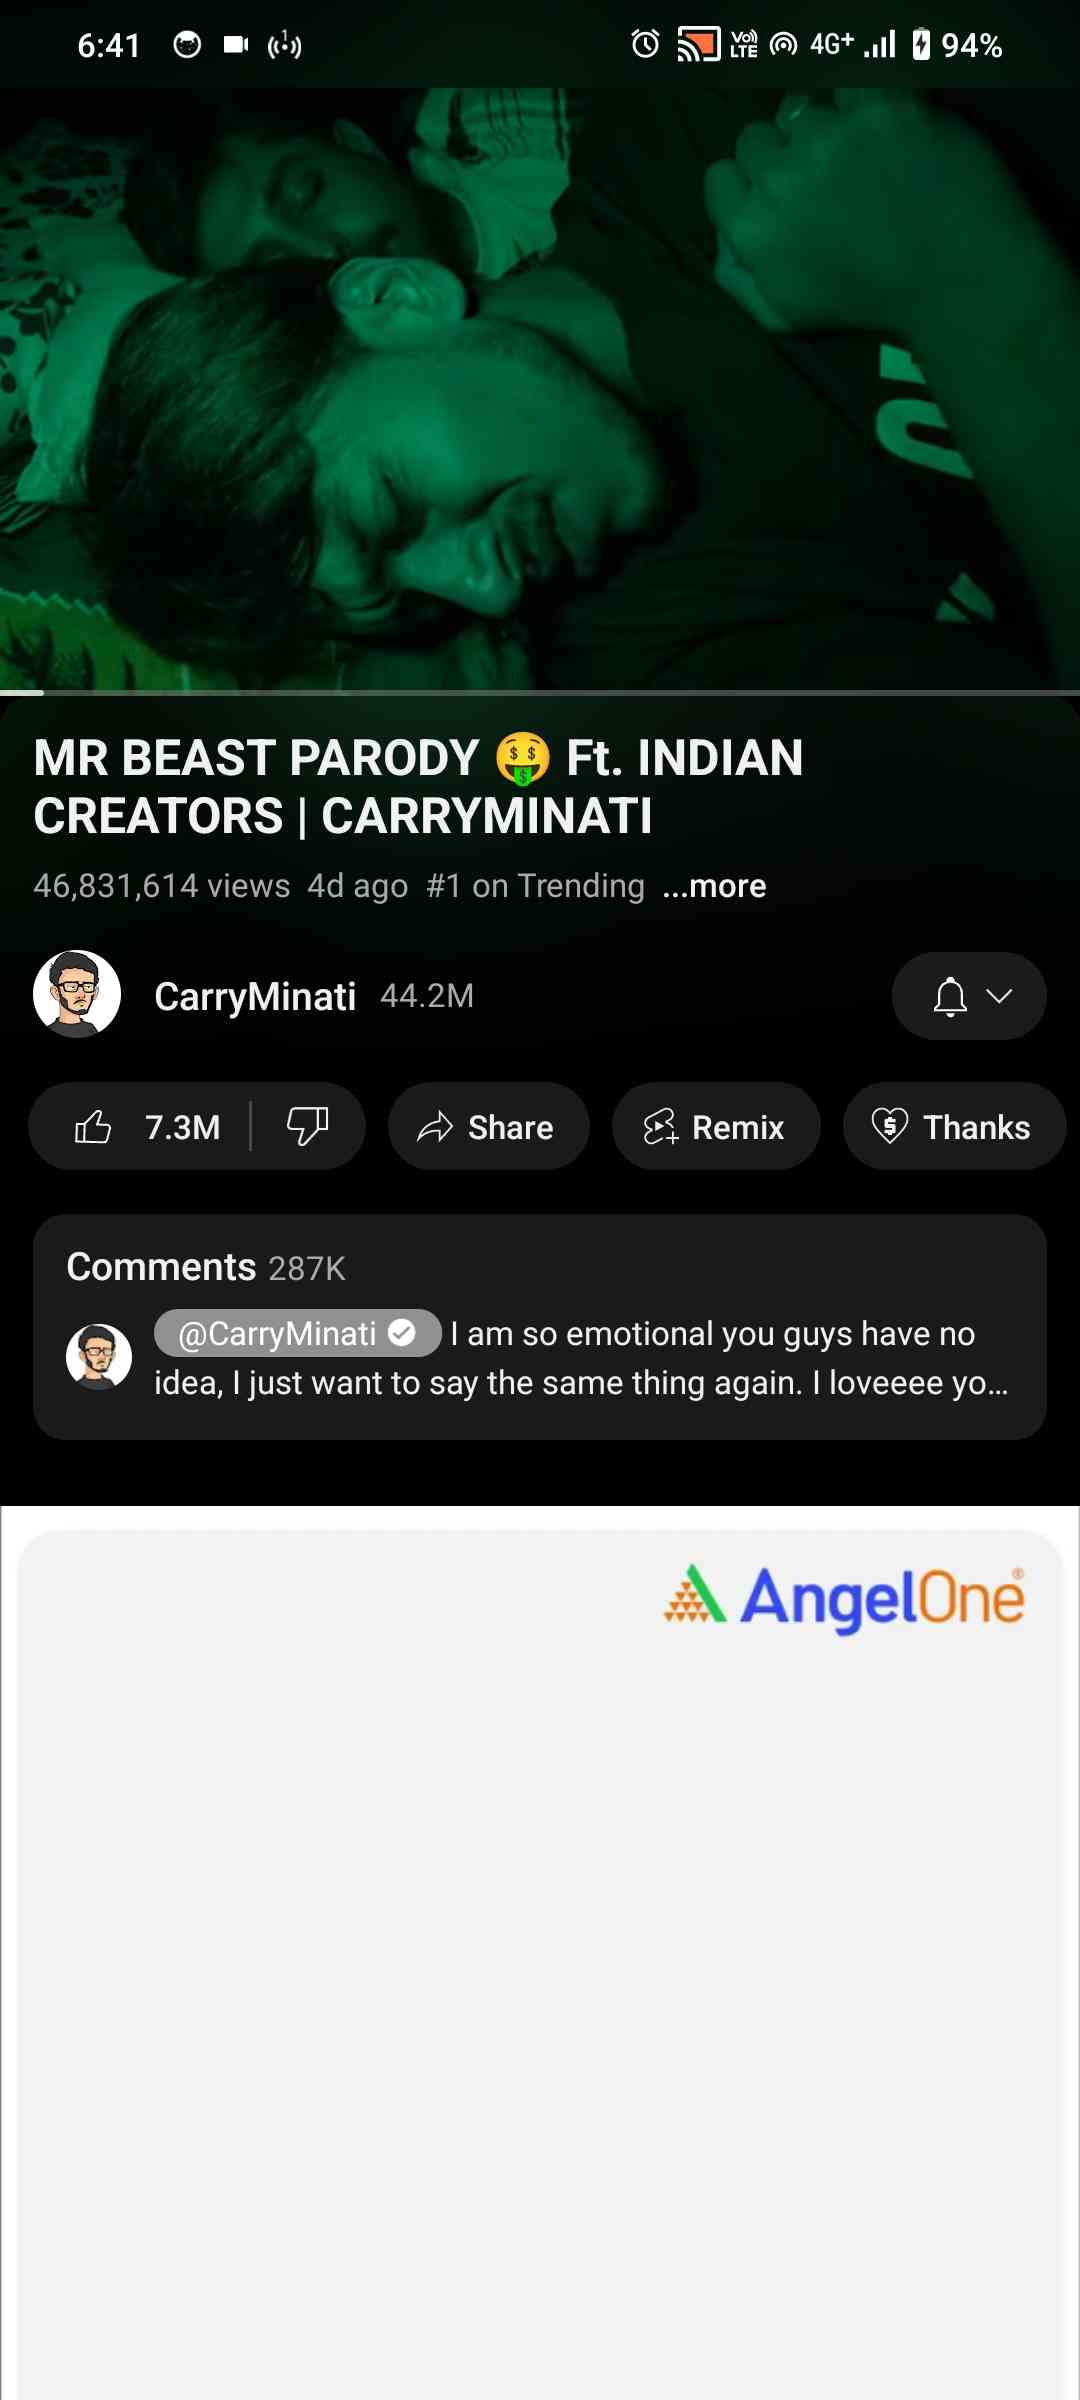 6:41 1 Vo) LTE 4G+ 94%
MR BEAST PARODY 🤑 Ft. INDIAN
CREATORS | CARRYMINATI
46,831,614 views 4d ago #1 on Trending ...more
CarryMinati 44.2M
7.3M Share Remix Thanks
Comments 287K
@CarryMinati I am so emotional you guys have no
idea, I just want to say the same thing again. I loveeee yo...
AngelOne®